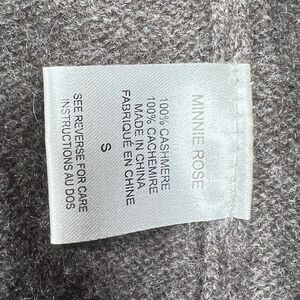 MINNIE ROSE
100% CASHMERE
100% CACHEMIRE
MADE IN CHINA
FABRIQUÉ EN CHINE
S
SEE REVERSE FOR CARE
INSTRUCTIONS AU DOS